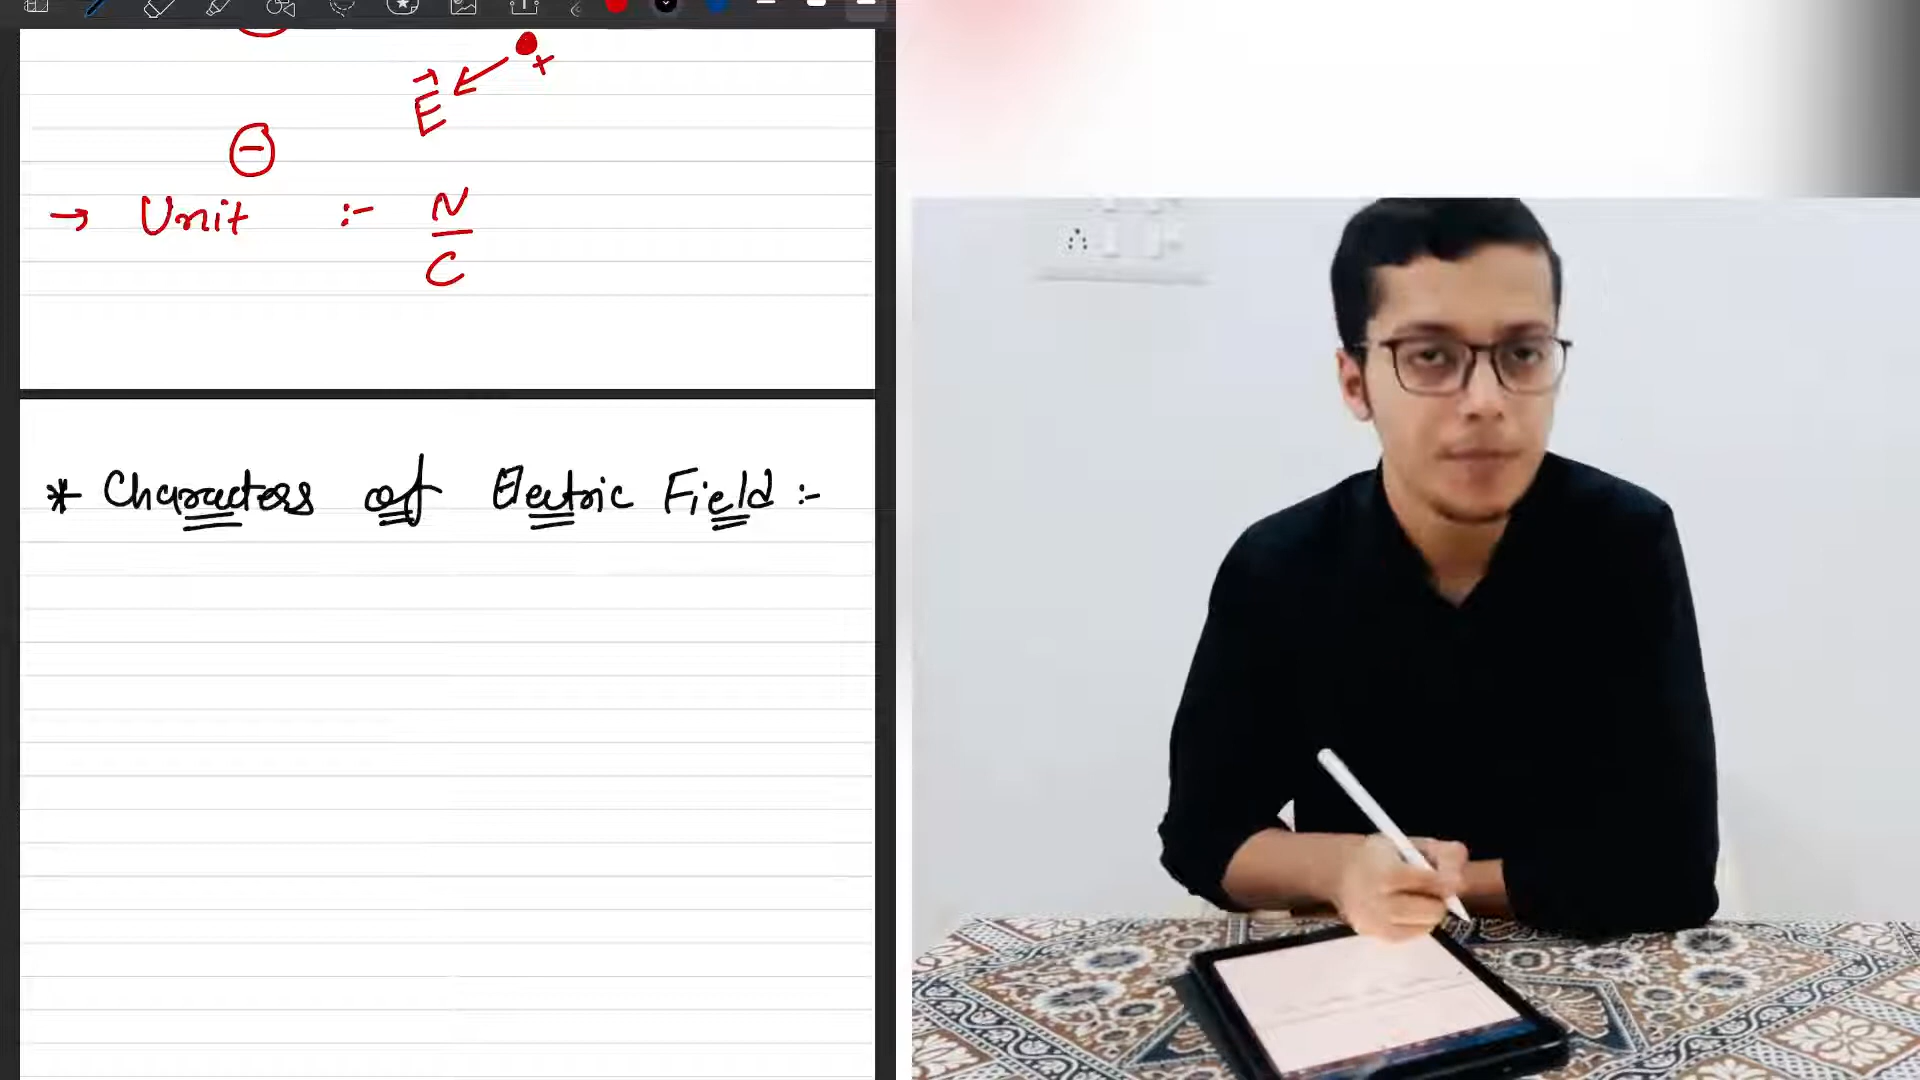 +
E⃗
−
→ Unit :- N/C
* Characters of Electric Field :-